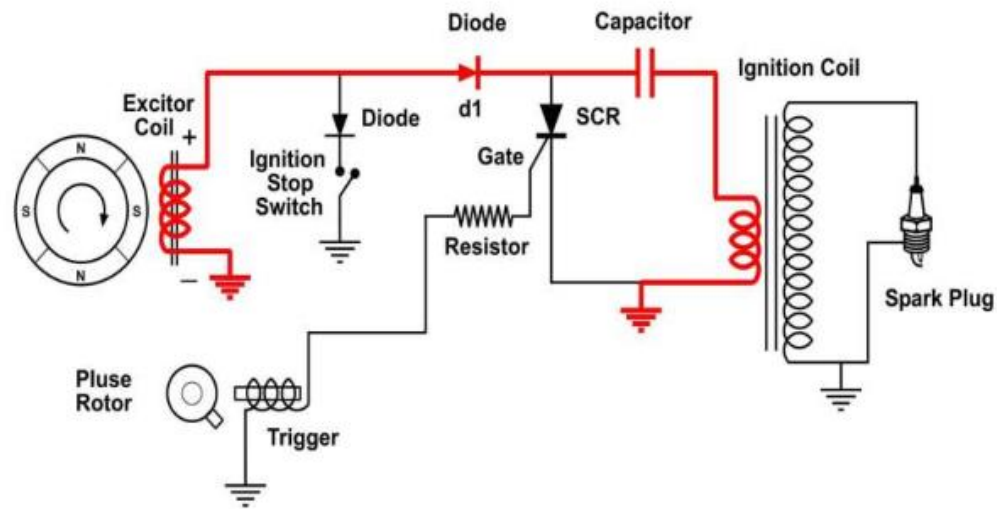 Diode
Capacitor
Ignition Coil
Excitor
Coil
+
d1
Diode
SCR
Ignition
Stop
Switch
Gate
N
S
S
N
Resistor
–
Spark Plug
Pluse
Rotor
Trigger